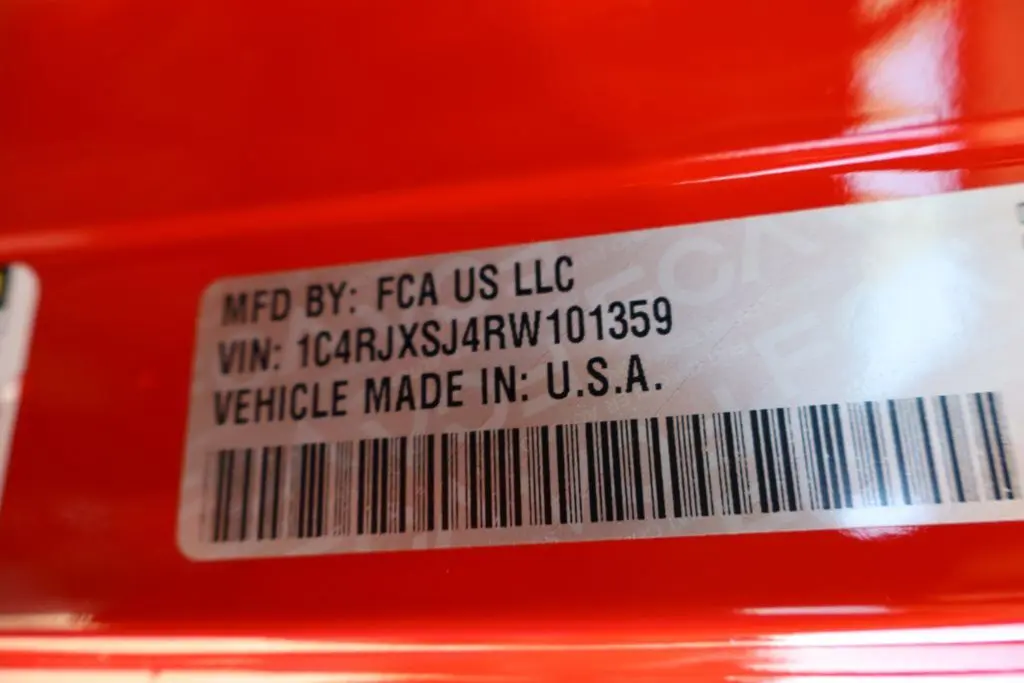 MFD BY: FCA US LLC
VIN: 1C4RJXSJ4RW101359
VEHICLE MADE IN: U.S.A.